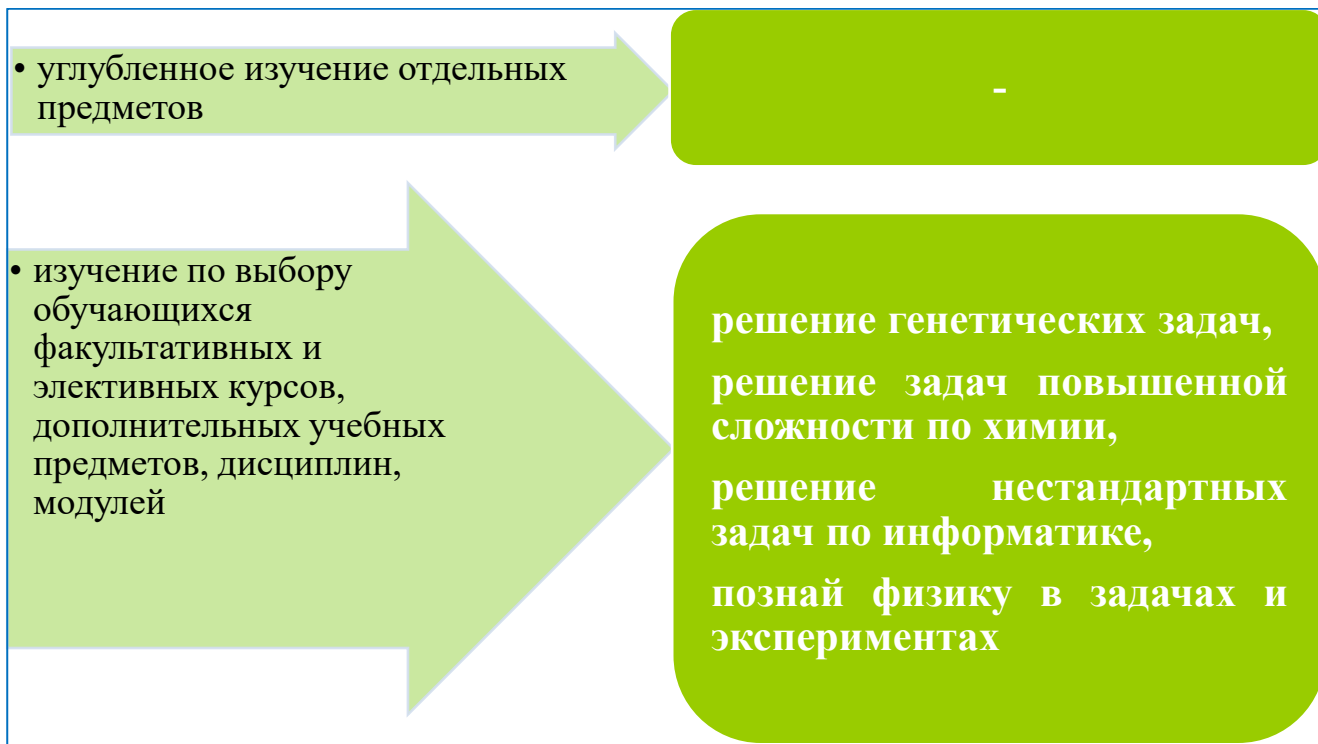 • углубленное изучение отдельных
предметов
-
• изучение по выбору
обучающихся
факультативных и
элективных курсов,
дополнительных учебных
предметов, дисциплин,
модулей
решение генетических задач,
решение задач повышенной
сложности по химии,
решение нестандартных
задач по информатике,
познай физику в задачах и
экспериментах